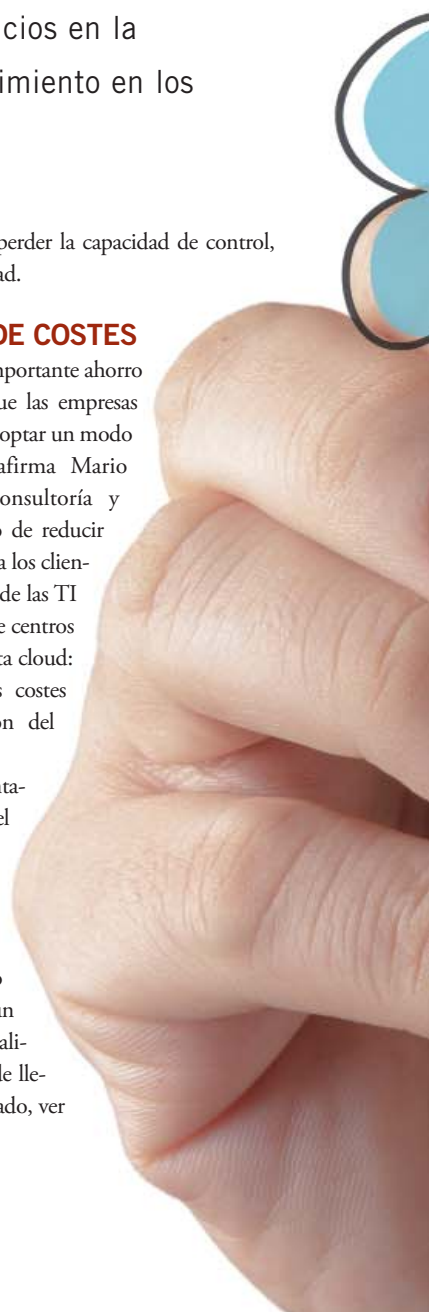 cios en la
imiento en los
perder la capacidad de control,
ad.
DE COSTES
mportante ahorro
ue las empresas
optar un modo
afirma Mario
onsultoría y
o de reducir
a los clien-
de las TI
e centros
ta cloud:
s costes
ón del
nta-
el
o
un
ali-
de lle-
ado, ver